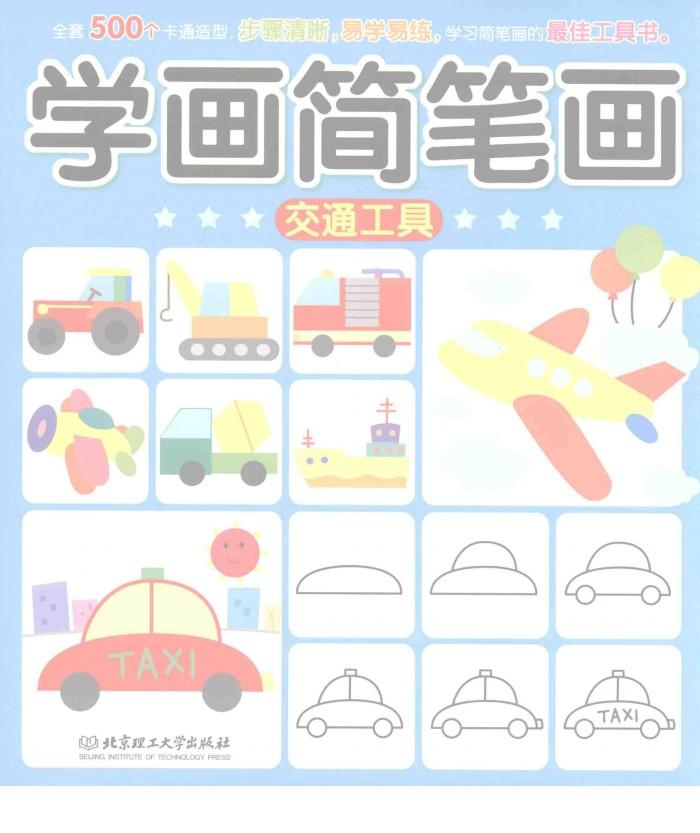 全套500个卡通造型,步骤清晰,易学易练,学习简笔画的最佳工具书。
学画简笔画
交通工具
TAXI
TAXI
北京理工大学出版社
BEIJING INSTITUTE OF TECHNOLOGY PRESS